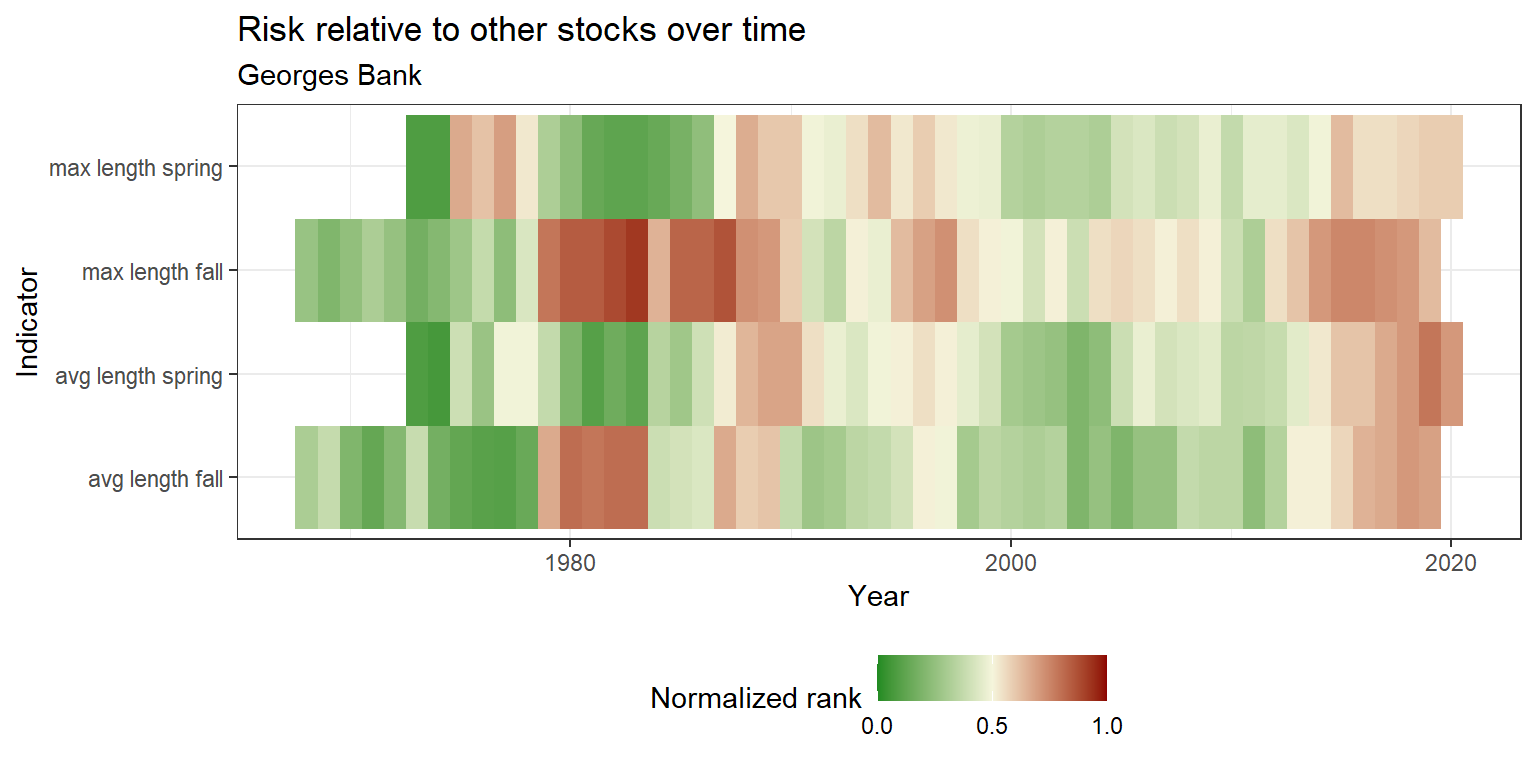 Risk relative to other stocks over time
Georges Bank
Indicator
max length spring
max length fall
avg length spring
avg length fall
1980 2000 2020
Year
Normalized rank
0.0 0.5 1.0